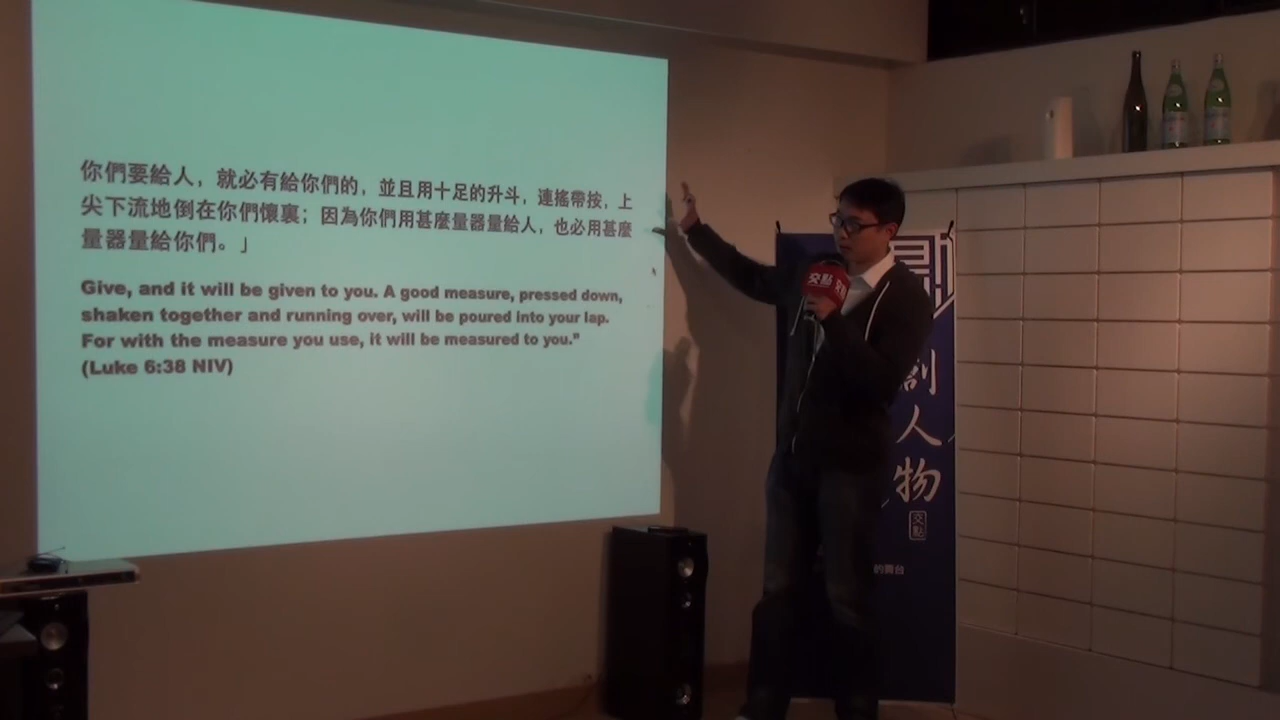 你們要給人，就必有給你們的，並且用十足的升斗，連搖帶按，上
尖下流地倒在你們懷裏；因為你們用甚麼量器量給人，也必用甚麼
量器量給你們。」
Give, and it will be given to you. A good measure, pressed down,
shaken together and running over, will be poured into your lap.
For with the measure you use, it will be measured to you.”
(Luke 6:38 NIV)
交點
創人物
交點
的舞台